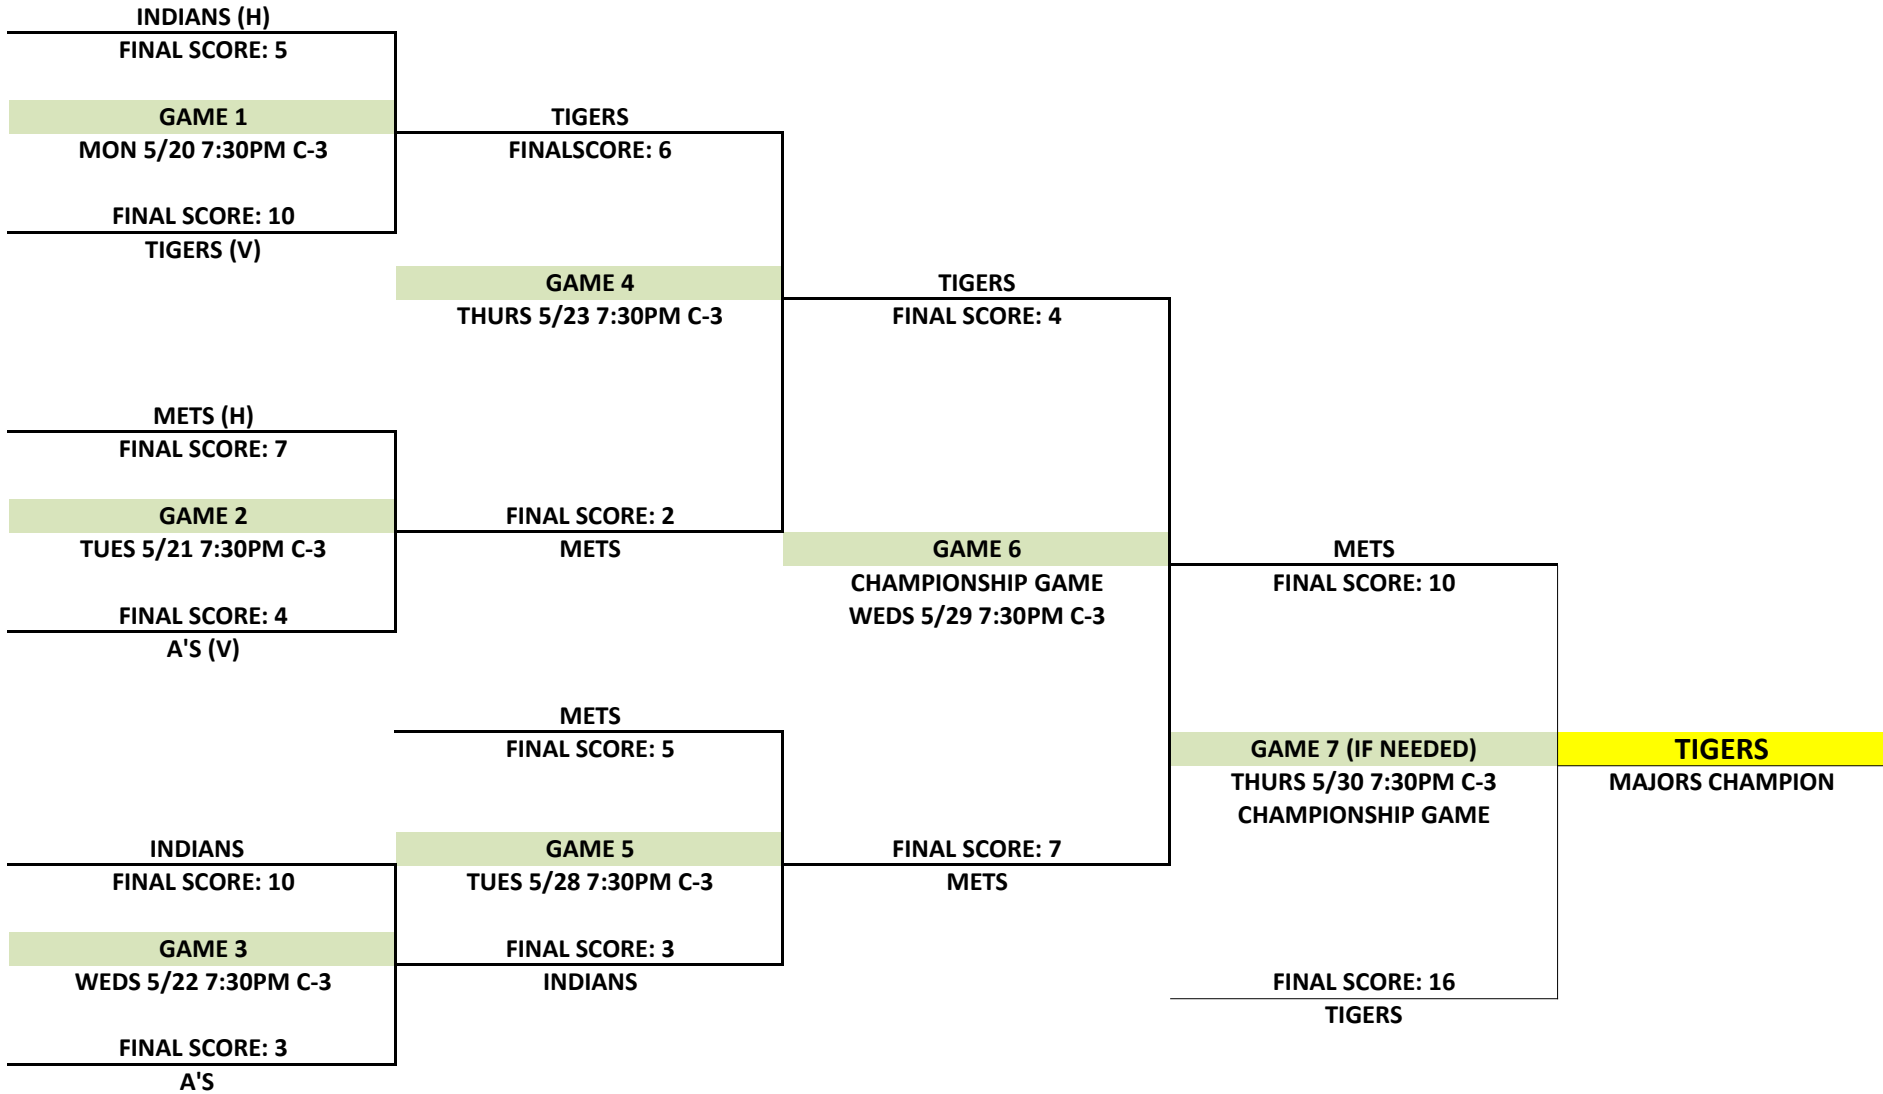 INDIANS (H)
FINAL SCORE: 5
GAME 1
MON 5/20 7:30PM C-3
FINAL SCORE: 10
TIGERS (V)
METS (H)
FINAL SCORE: 7
GAME 2
TUES 5/21 7:30PM C-3
FINAL SCORE: 4
A'S (V)
INDIANS
FINAL SCORE: 10
GAME 3
WEDS 5/22 7:30PM C-3
FINAL SCORE: 3
A'S
TIGERS
FINALSCORE: 6
GAME 4
THURS 5/23 7:30PM C-3
FINAL SCORE: 2
METS
METS
FINAL SCORE: 5
GAME 5
TUES 5/28 7:30PM C-3
FINAL SCORE: 3
INDIANS
TIGERS
FINAL SCORE: 4
GAME 6
CHAMPIONSHIP GAME
WEDS 5/29 7:30PM C-3
FINAL SCORE: 7
METS
METS
FINAL SCORE: 10
GAME 7 (IF NEEDED)
THURS 5/30 7:30PM C-3
CHAMPIONSHIP GAME
FINAL SCORE: 16
TIGERS
TIGERS
MAJORS CHAMPION